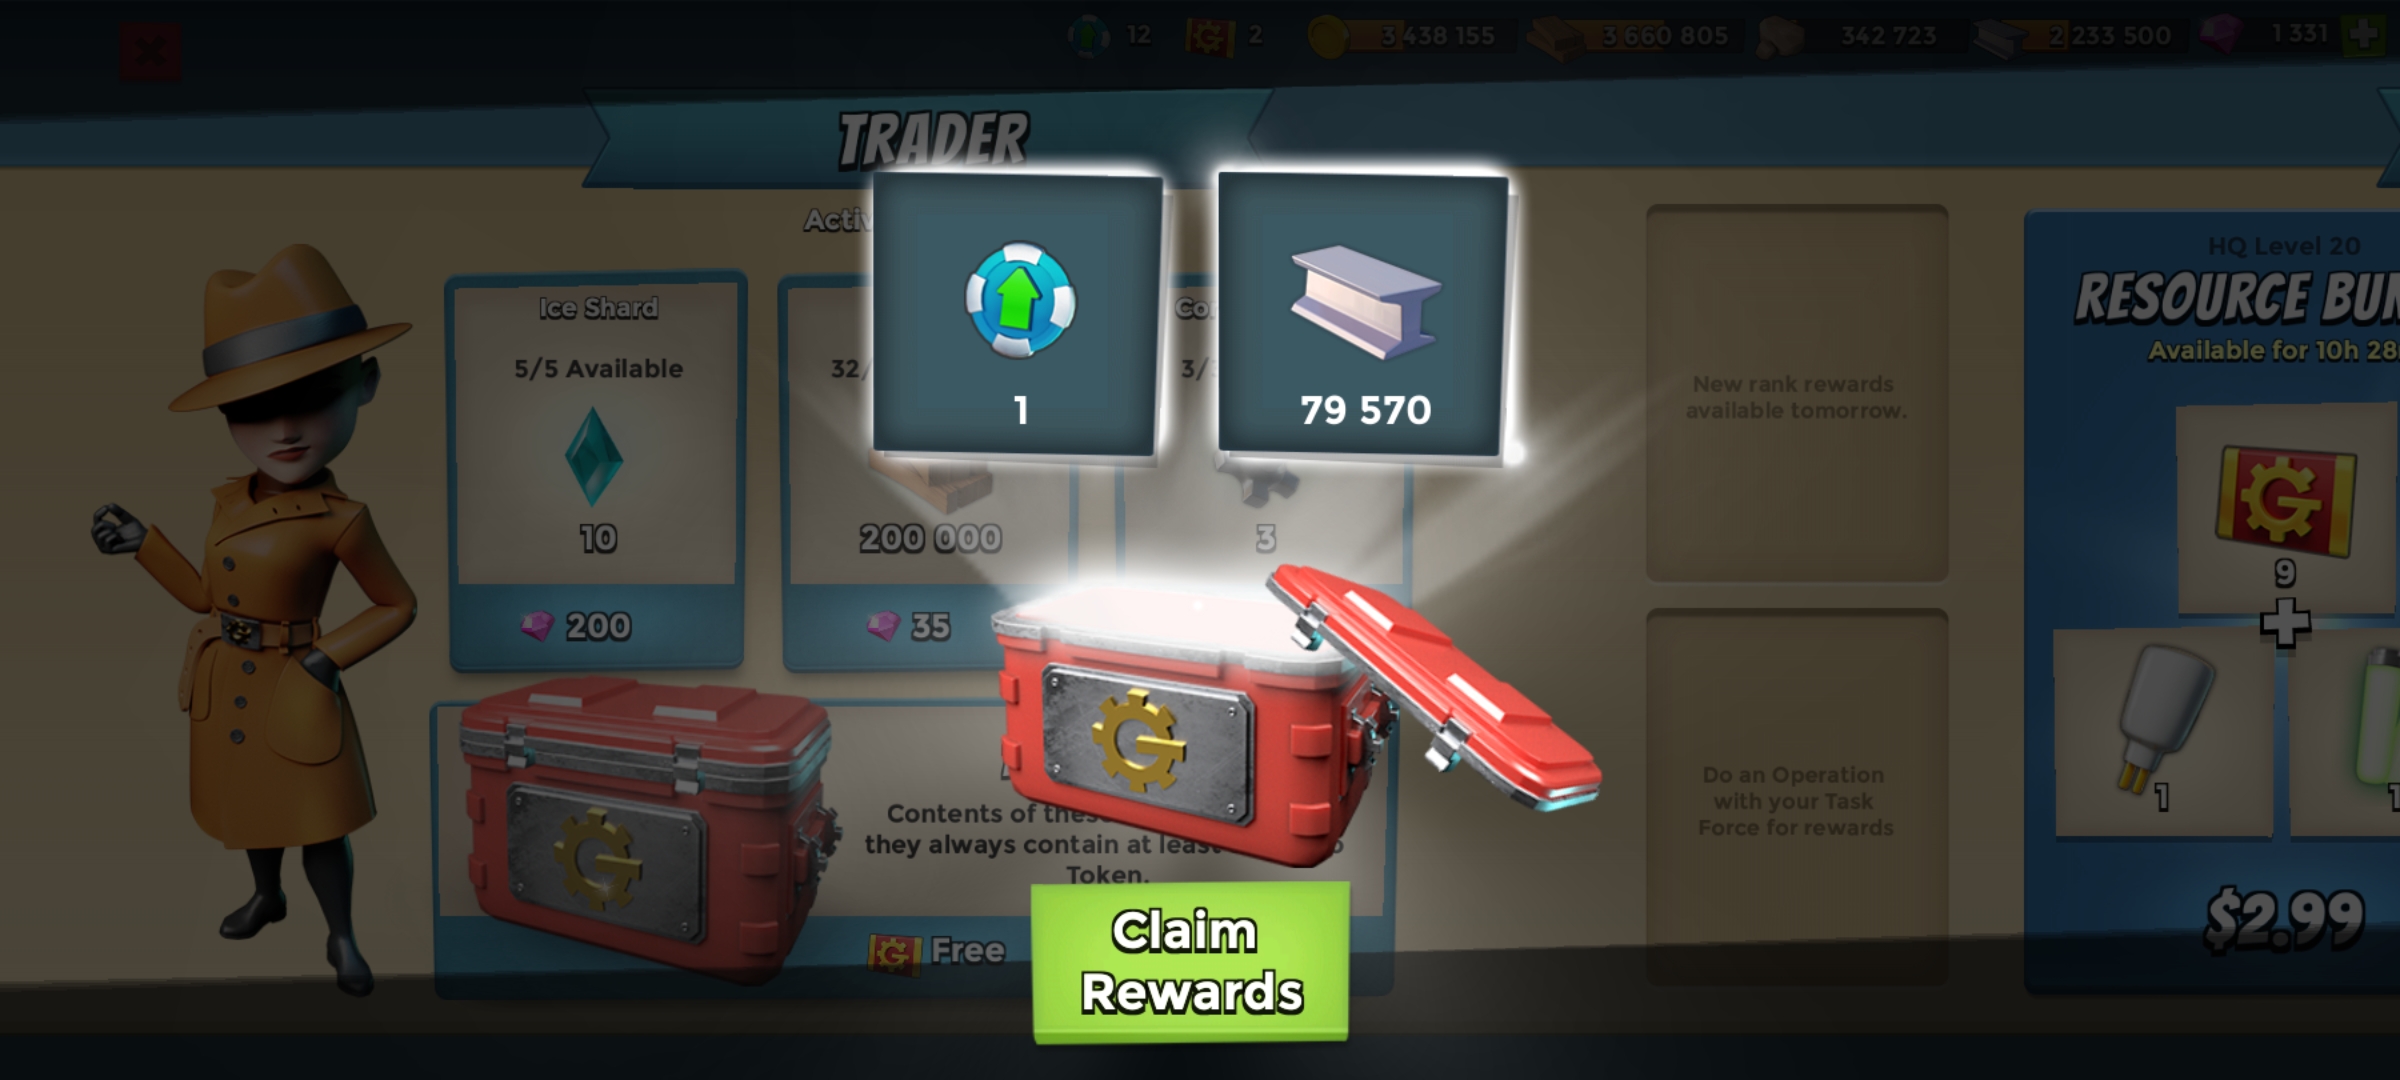 12
2
3 438 155
3 660 805
342 723
2 233 500
1 331
TRADER
1
79 570
Ice Shard
5/5 Available
10
200
32/
200 000
35
3/
3
New rank rewards
available tomorrow.
Do an Operation
with your Task
Force for rewards
HQ Level 20
RESOURCE
Available for 10h
9
1
$2.99
Contents of
they always contain at least
Token.
Free
Claim
Rewards